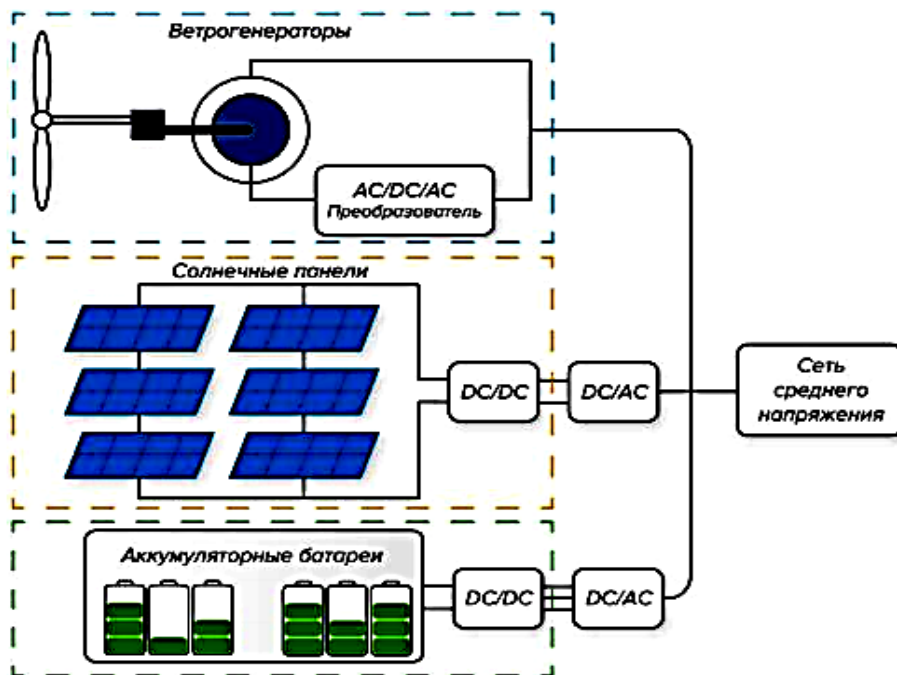 Ветрогенераторы
AC/DC/AC
Преобразователь
Солнечные панели
DC/DC
DC/AC
Сеть
среднего
напряжения
Аккумуляторные батареи
DC/DC
DC/AC